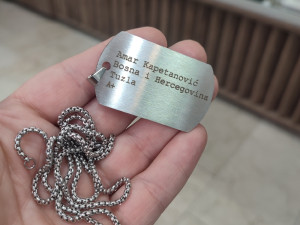 Amar Kapetanović
Bosna i Hercegovina
Tuzla
A+